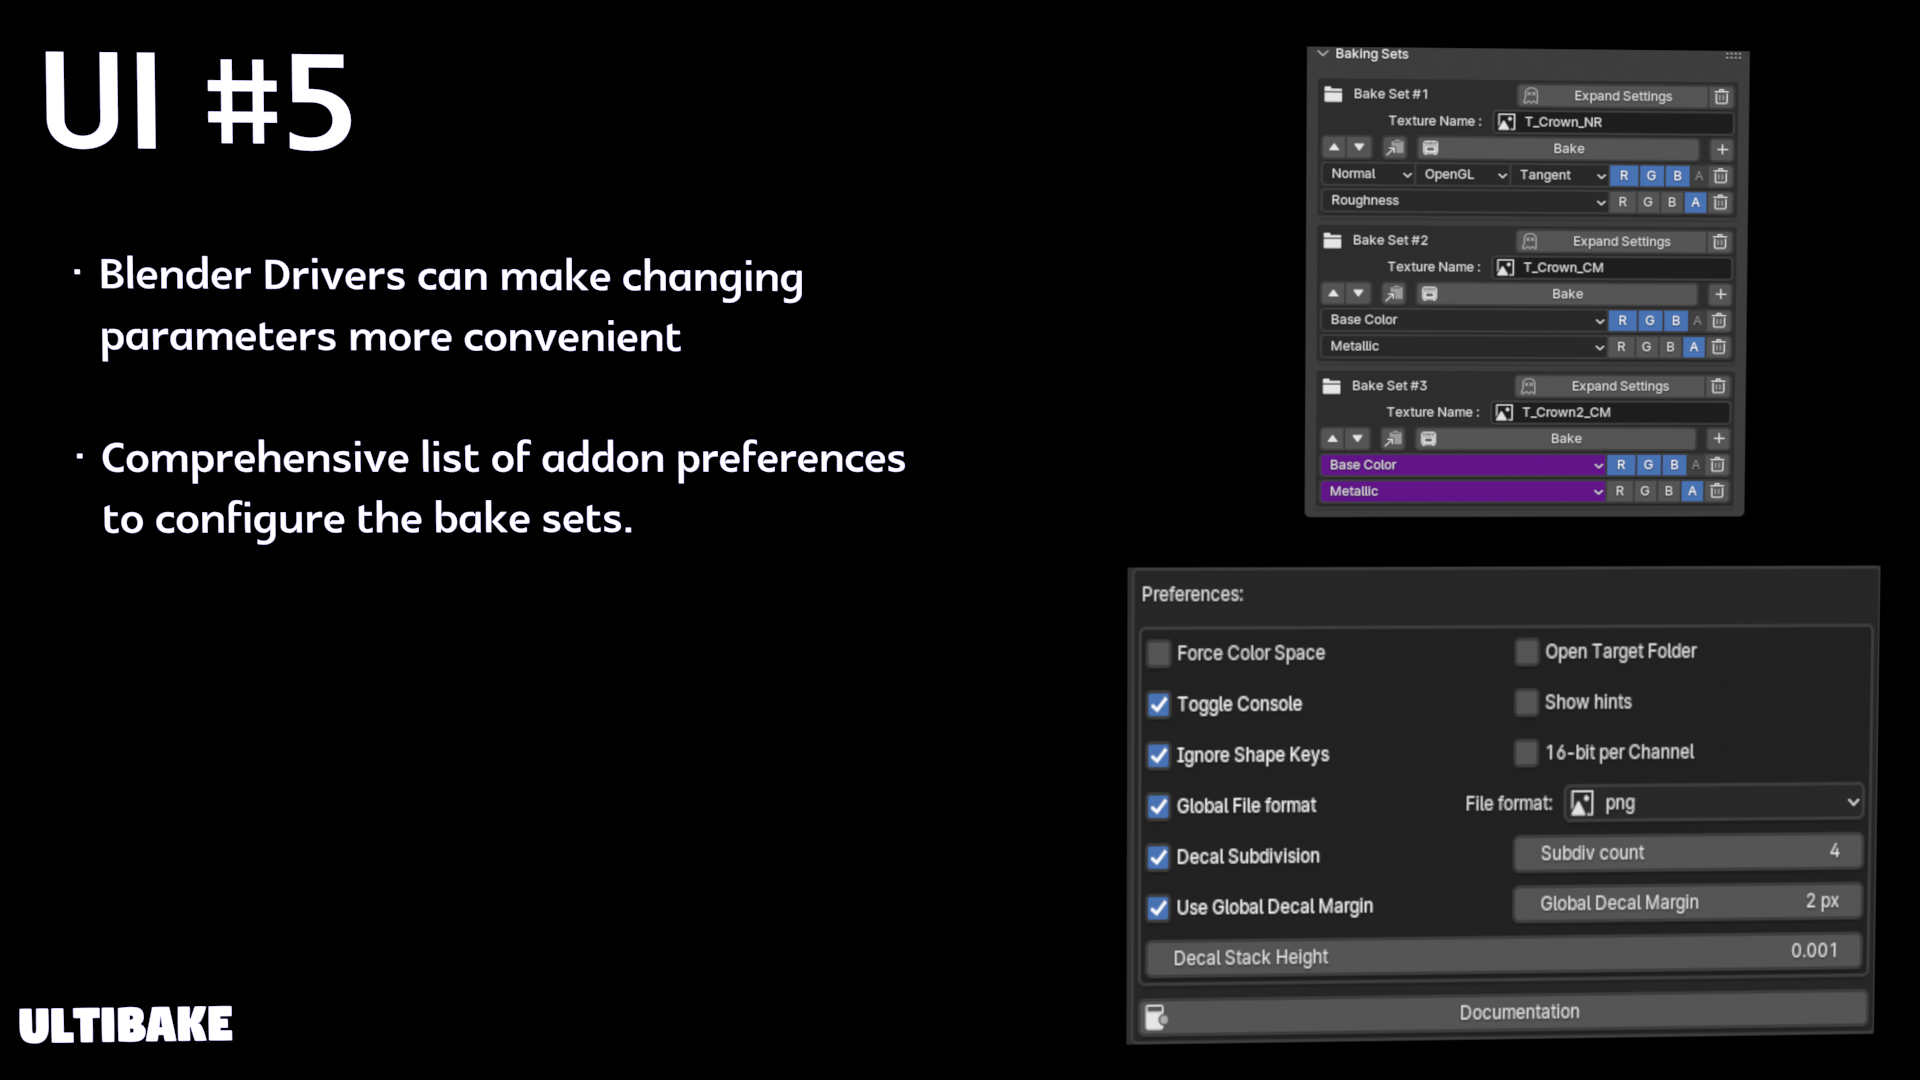 UI #5
· Blender Drivers can make changing
parameters more convenient
· Comprehensive list of addon preferences
to configure the bake sets.
ULTIBAKE
Baking Sets
Bake Set #1 Expand Settings
Texture Name : T_Crown_NR
Bake +
Normal OpenGL Tangent R G B A
Roughness R G B A
Bake Set #2 Expand Settings
Texture Name : T_Crown_CM
Bake +
Base Color R G B A
Metallic R G B A
Bake Set #3 Expand Settings
Texture Name : T_Crown2_CM
Bake +
Base Color R G B A
Metallic R G B A
Preferences:
Force Color Space Open Target Folder
Toggle Console Show hints
Ignore Shape Keys 16-bit per Channel
Global File format File format: png
Decal Subdivision Subdiv count 4
Use Global Decal Margin Global Decal Margin 2 px
Decal Stack Height 0.001
Documentation